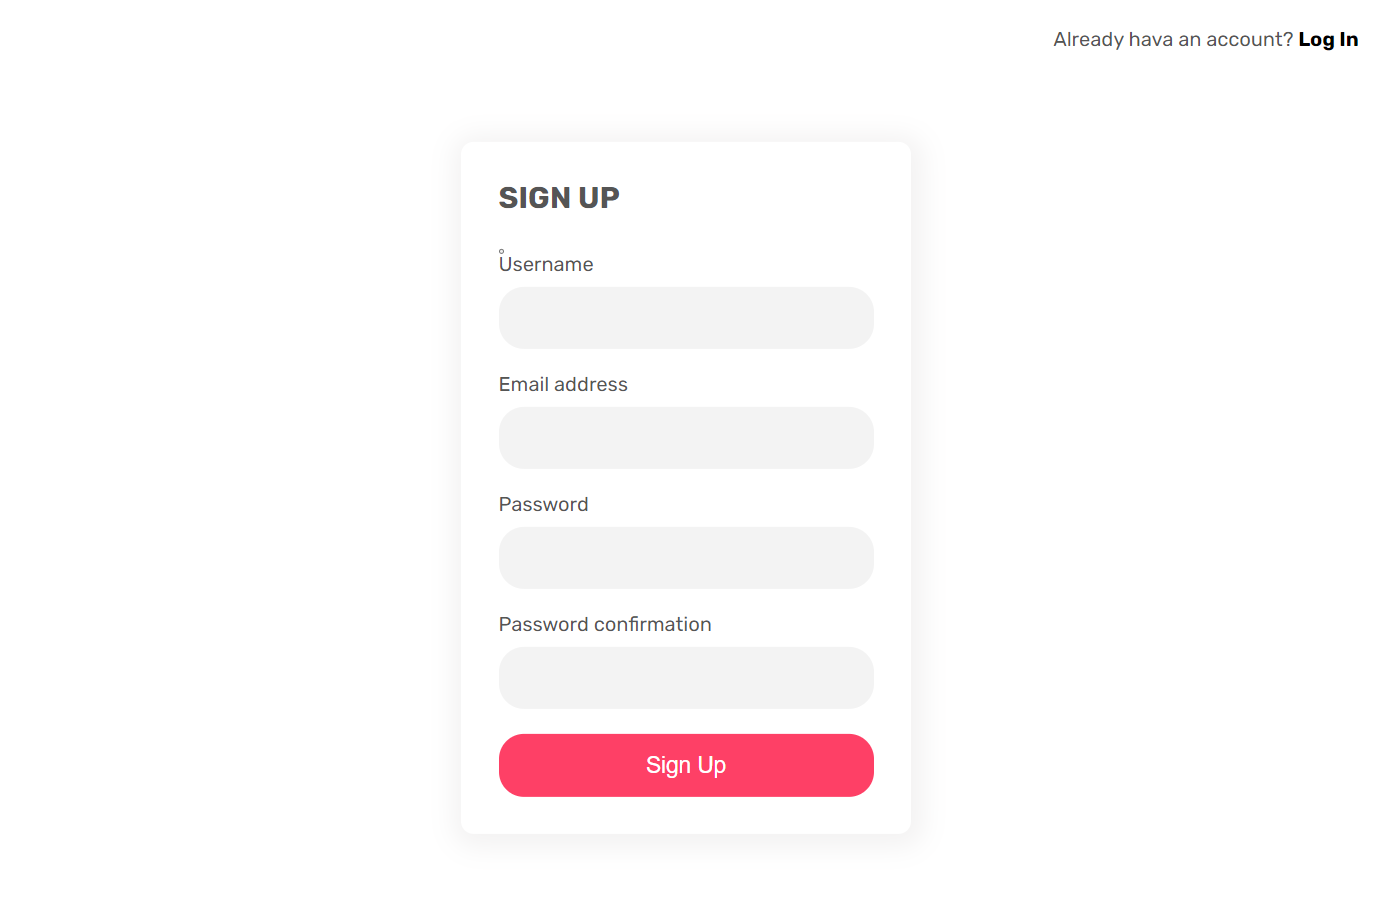 Already hava an account? Log In
SIGN UP
Username
Email address
Password
Password confirmation
Sign Up